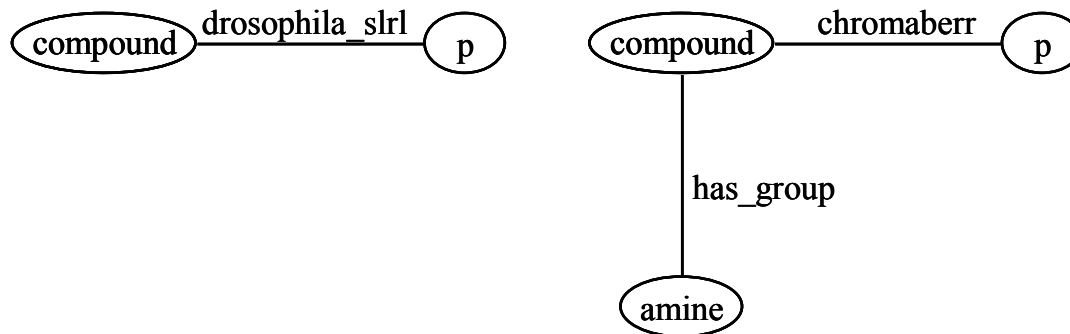 drosophila_slrl
compound
p
chromaberr
compound
p
has_group
amine